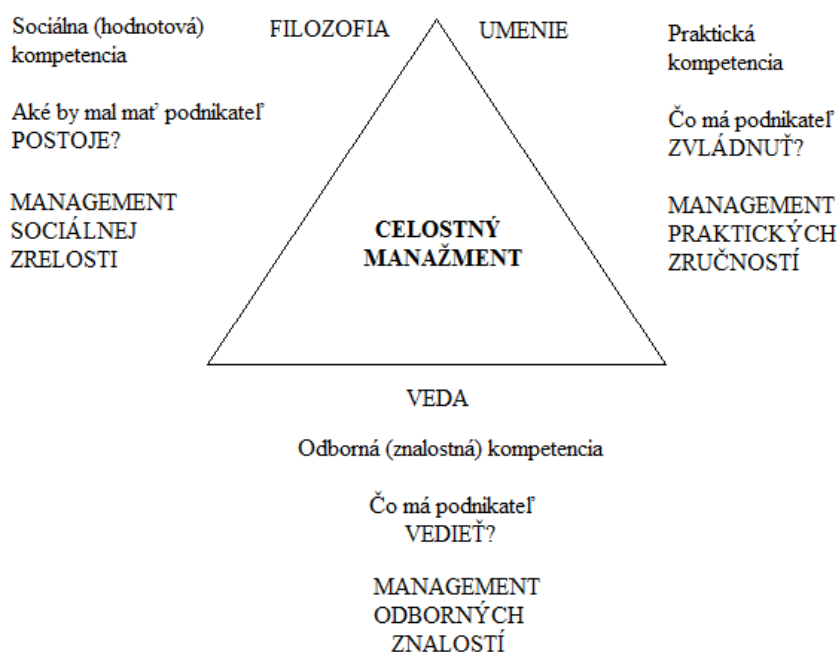 Sociálna (hodnotová)
kompetencia
Aké by mal mať podnikateľ
POSTOJE?
MANAGEMENT
SOCIÁLNEJ
ZRELOSTI
FILOZOFIA
UMENIE
Praktická
kompetencia
Čo má podnikateľ
ZVLÁDNUŤ?
MANAGEMENT
PRAKTICKÝCH
ZRUČNOSTÍ
CELOSTNÝ
MANAŽMENT
VEDA
Odborná (znalostná) kompetencia
Čo má podnikateľ
VEDIEŤ?
MANAGEMENT
ODBORNÝCH
ZNALOSTÍ